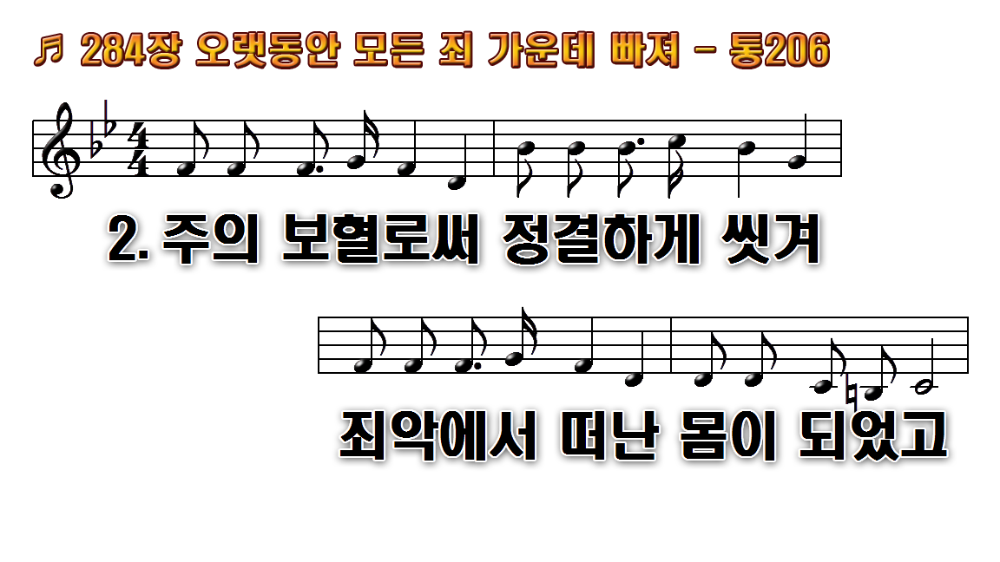 ♬ 284장 오랫동안 모든 죄 가운데 빠져 - 통206
4
4
2. 주의 보혈로써 정결하게 씻겨
죄악에서 떠난 몸이 되었고